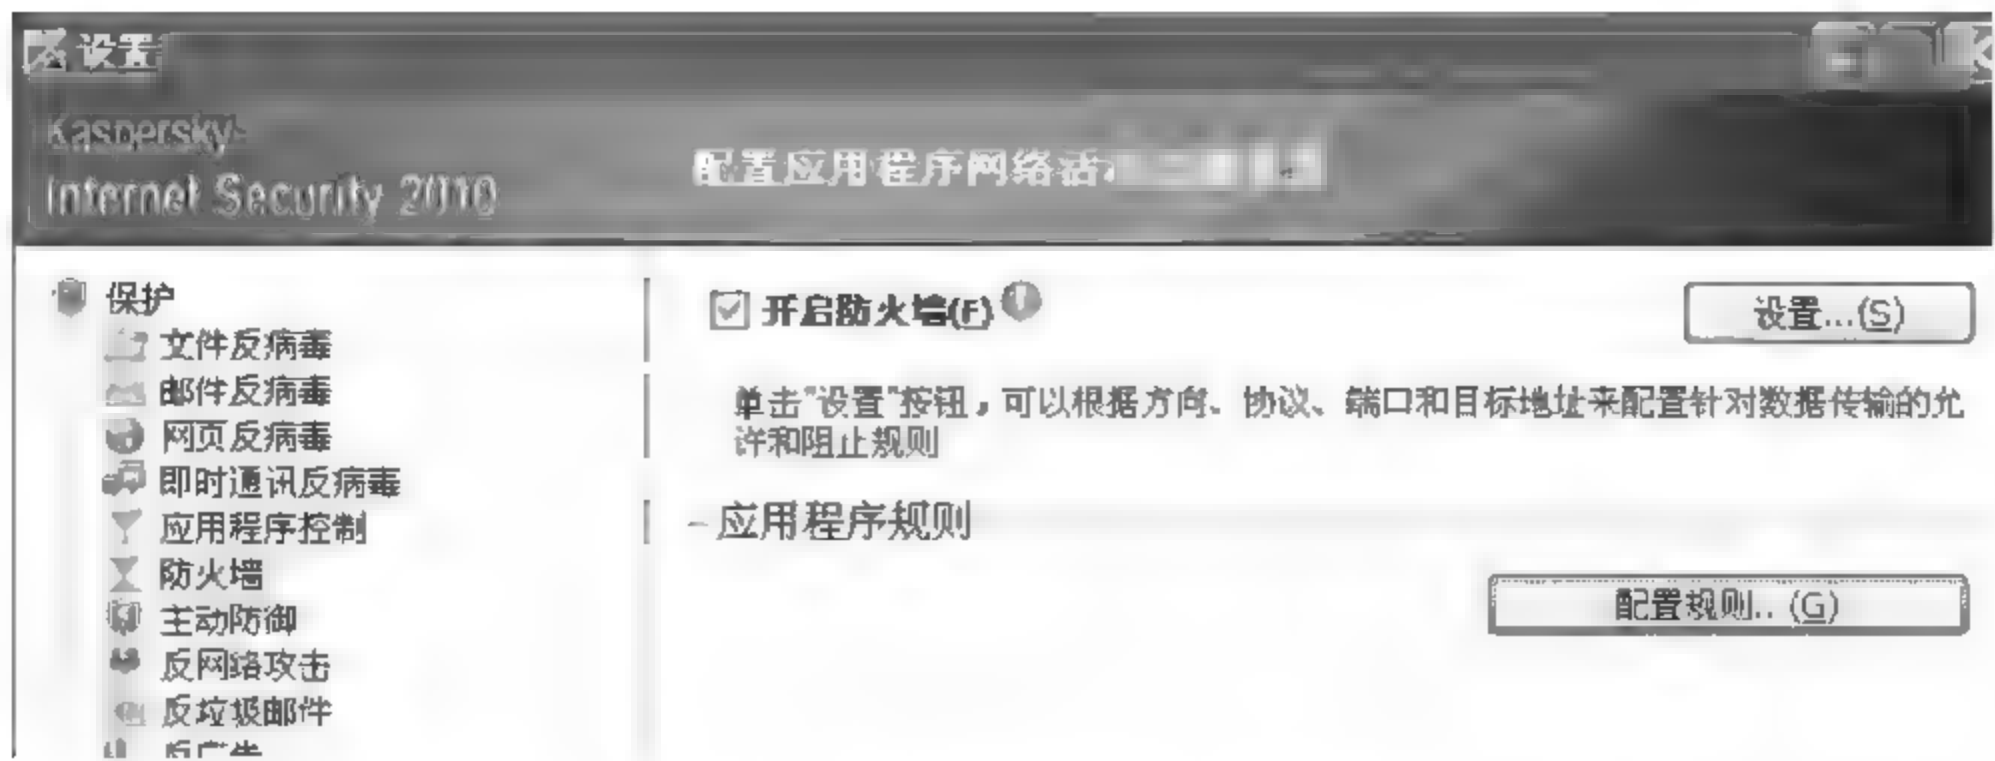 设置
Kaspersky
Internet Security 2010
配置应用程序网络活
保护
文件反病毒
邮件反病毒
网页反病毒
即时通讯反病毒
应用程序控制
防火墙
主动防御
反网络攻击
反垃圾邮件
反广告
开启防火墙(F)
设置...(S)
单击"设置"按钮，可以根据方向、协议、端口和目标地址来配置针对数据传输的允
许和阻止规则
应用程序规则
配置规则.. (G)